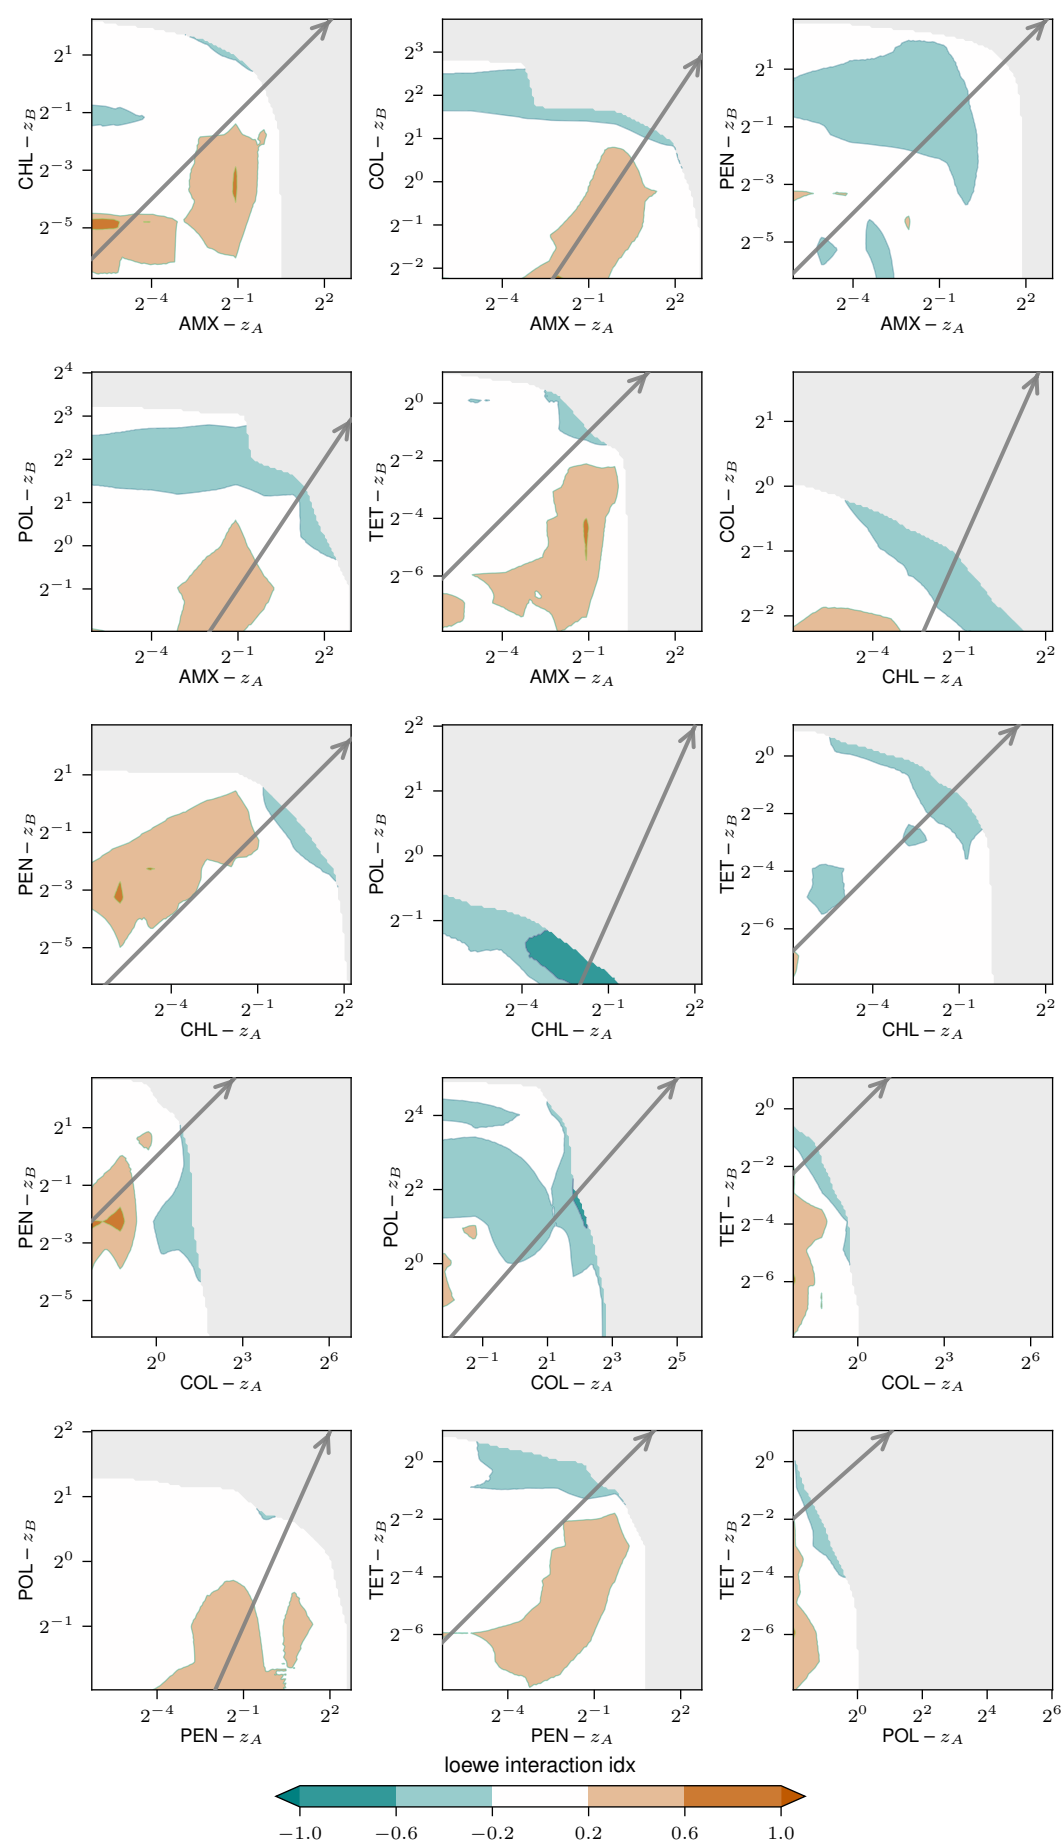 2^1
2^−1
2^−3
2^−5
CHL − z_B
2^−4 2^−1 2^2
AMX − z_A
2^3
2^2
2^1
2^0
2^−1
2^−2
COL − z_B
2^−4 2^−1 2^2
AMX − z_A
2^1
2^−1
2^−3
2^−5
PEN − z_B
2^−4 2^−1 2^2
AMX − z_A
2^4
2^3
2^2
2^1
2^0
2^−1
POL − z_B
2^−4 2^−1 2^2
AMX − z_A
2^0
2^−2
2^−4
2^−6
TET − z_B
2^−4 2^−1 2^2
AMX − z_A
2^1
2^0
2^−1
2^−2
COL − z_B
2^−4 2^−1 2^2
CHL − z_A
2^1
2^−1
2^−3
2^−5
PEN − z_B
2^−4 2^−1 2^2
CHL − z_A
2^2
2^1
2^0
2^−1
POL − z_B
2^−4 2^−1 2^2
CHL − z_A
2^0
2^−2
2^−4
2^−6
TET − z_B
2^−4 2^−1 2^2
CHL − z_A
2^1
2^−1
2^−3
2^−5
PEN − z_B
2^0 2^3 2^6
COL − z_A
2^4
2^2
2^0
POL − z_B
2^−1 2^1 2^3 2^5
COL − z_A
2^0
2^−2
2^−4
2^−6
TET − z_B
2^0 2^3 2^6
COL − z_A
2^2
2^1
2^0
2^−1
POL − z_B
2^−4 2^−1 2^2
PEN − z_A
2^0
2^−2
2^−4
2^−6
TET − z_B
2^−4 2^−1 2^2
PEN − z_A
2^0
2^−2
2^−4
2^−6
TET − z_B
2^0 2^2 2^4 2^6
POL − z_A
loewe interaction idx
−1.0 −0.6 −0.2 0.2 0.6 1.0